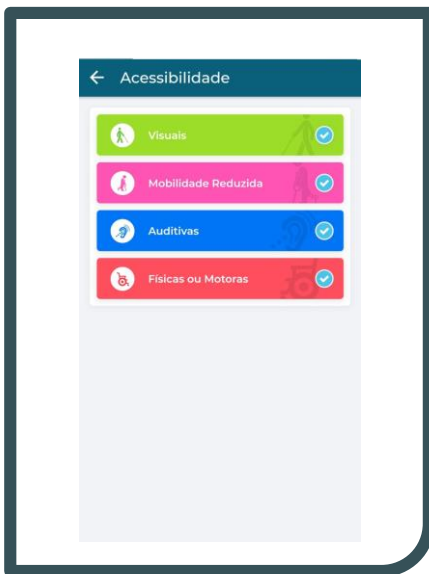 Acessibilidade
Visuais
Mobilidade Reduzida
Auditivas
Físicas ou Motoras